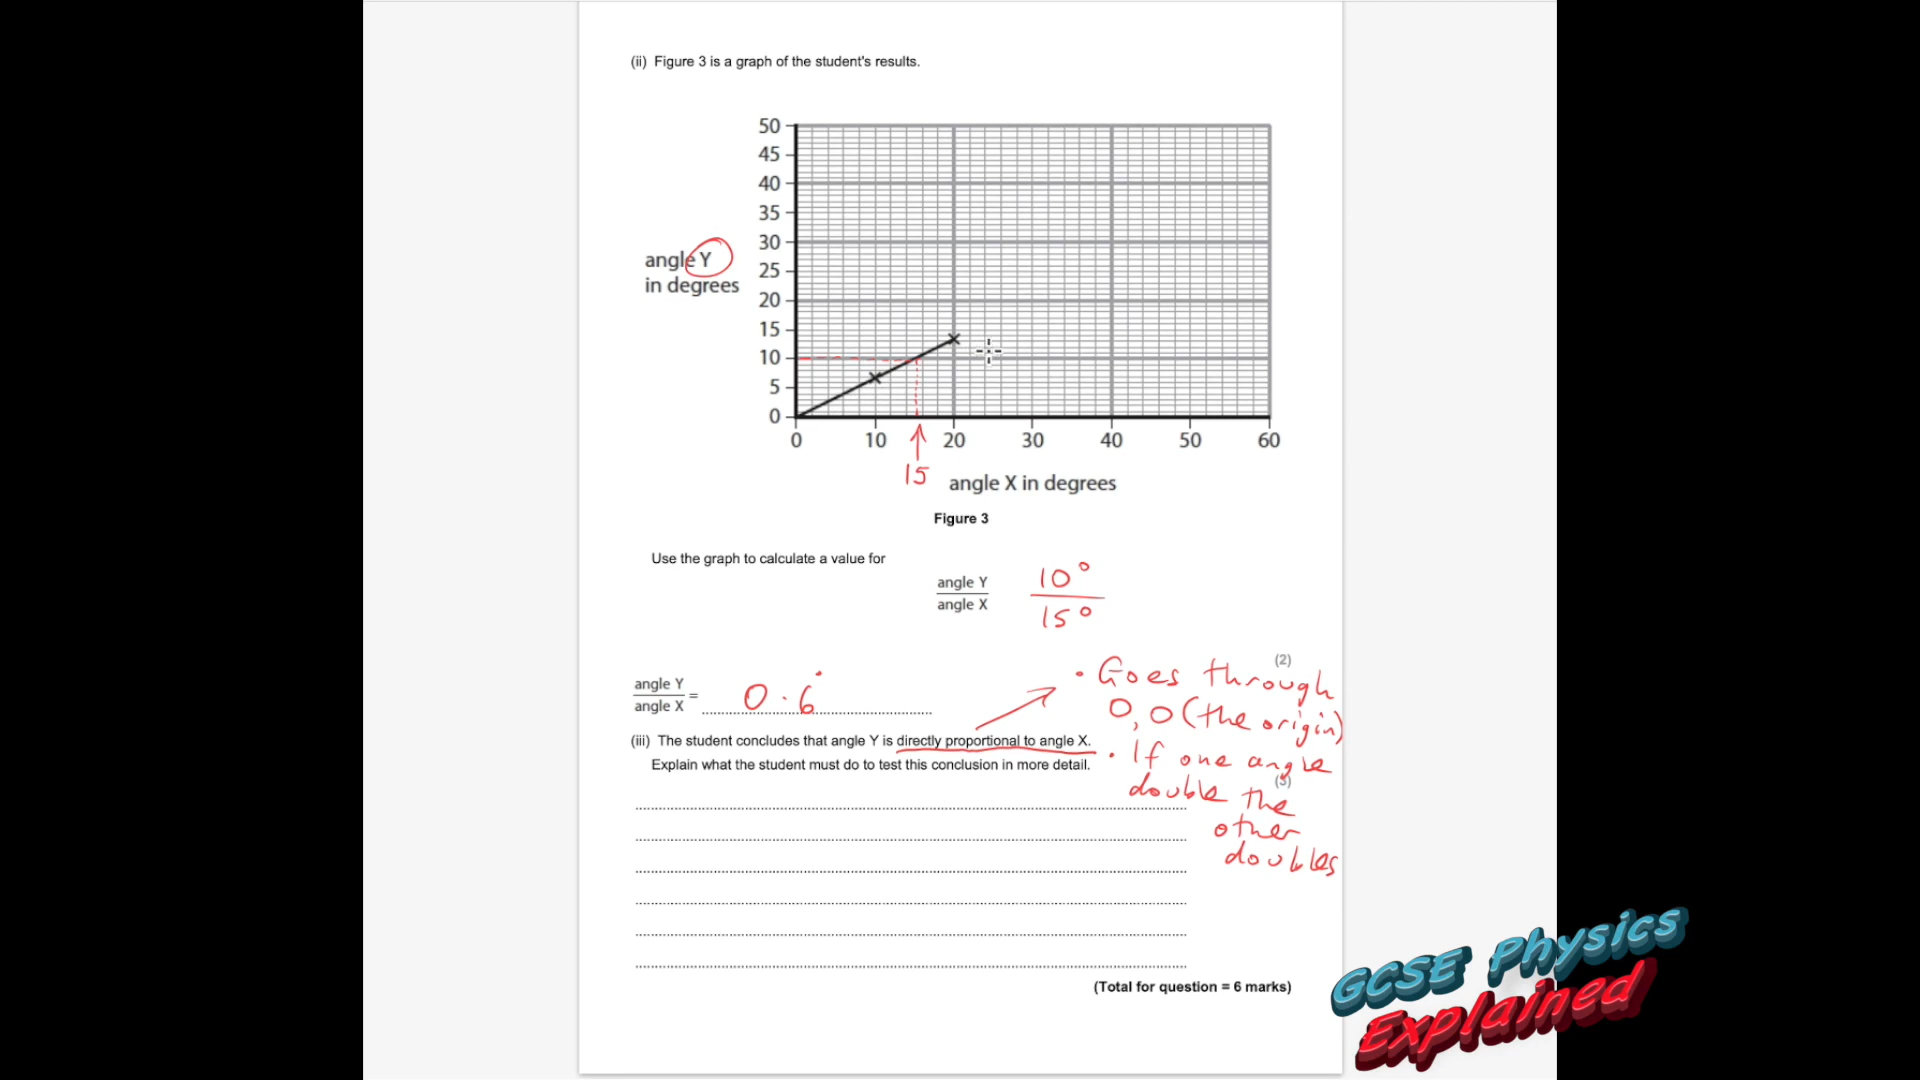 (ii) Figure 3 is a graph of the student's results.
50
45
40
35
30
25
20
15
10
5
0
angle Y
in degrees
0 10 20 30 40 50 60
15
angle X in degrees
Figure 3
Use the graph to calculate a value for
angle Y
angle X
10°
15°
(2)
angle Y
angle X
= 0.6̇
• Goes through
0,0 (the origin)
(iii) The student concludes that angle Y is directly proportional to angle X.
Explain what the student must do to test this conclusion in more detail.
• If one angle
(3)
double the
other
doubles
(Total for question = 6 marks)
GCSE Physics
Explained